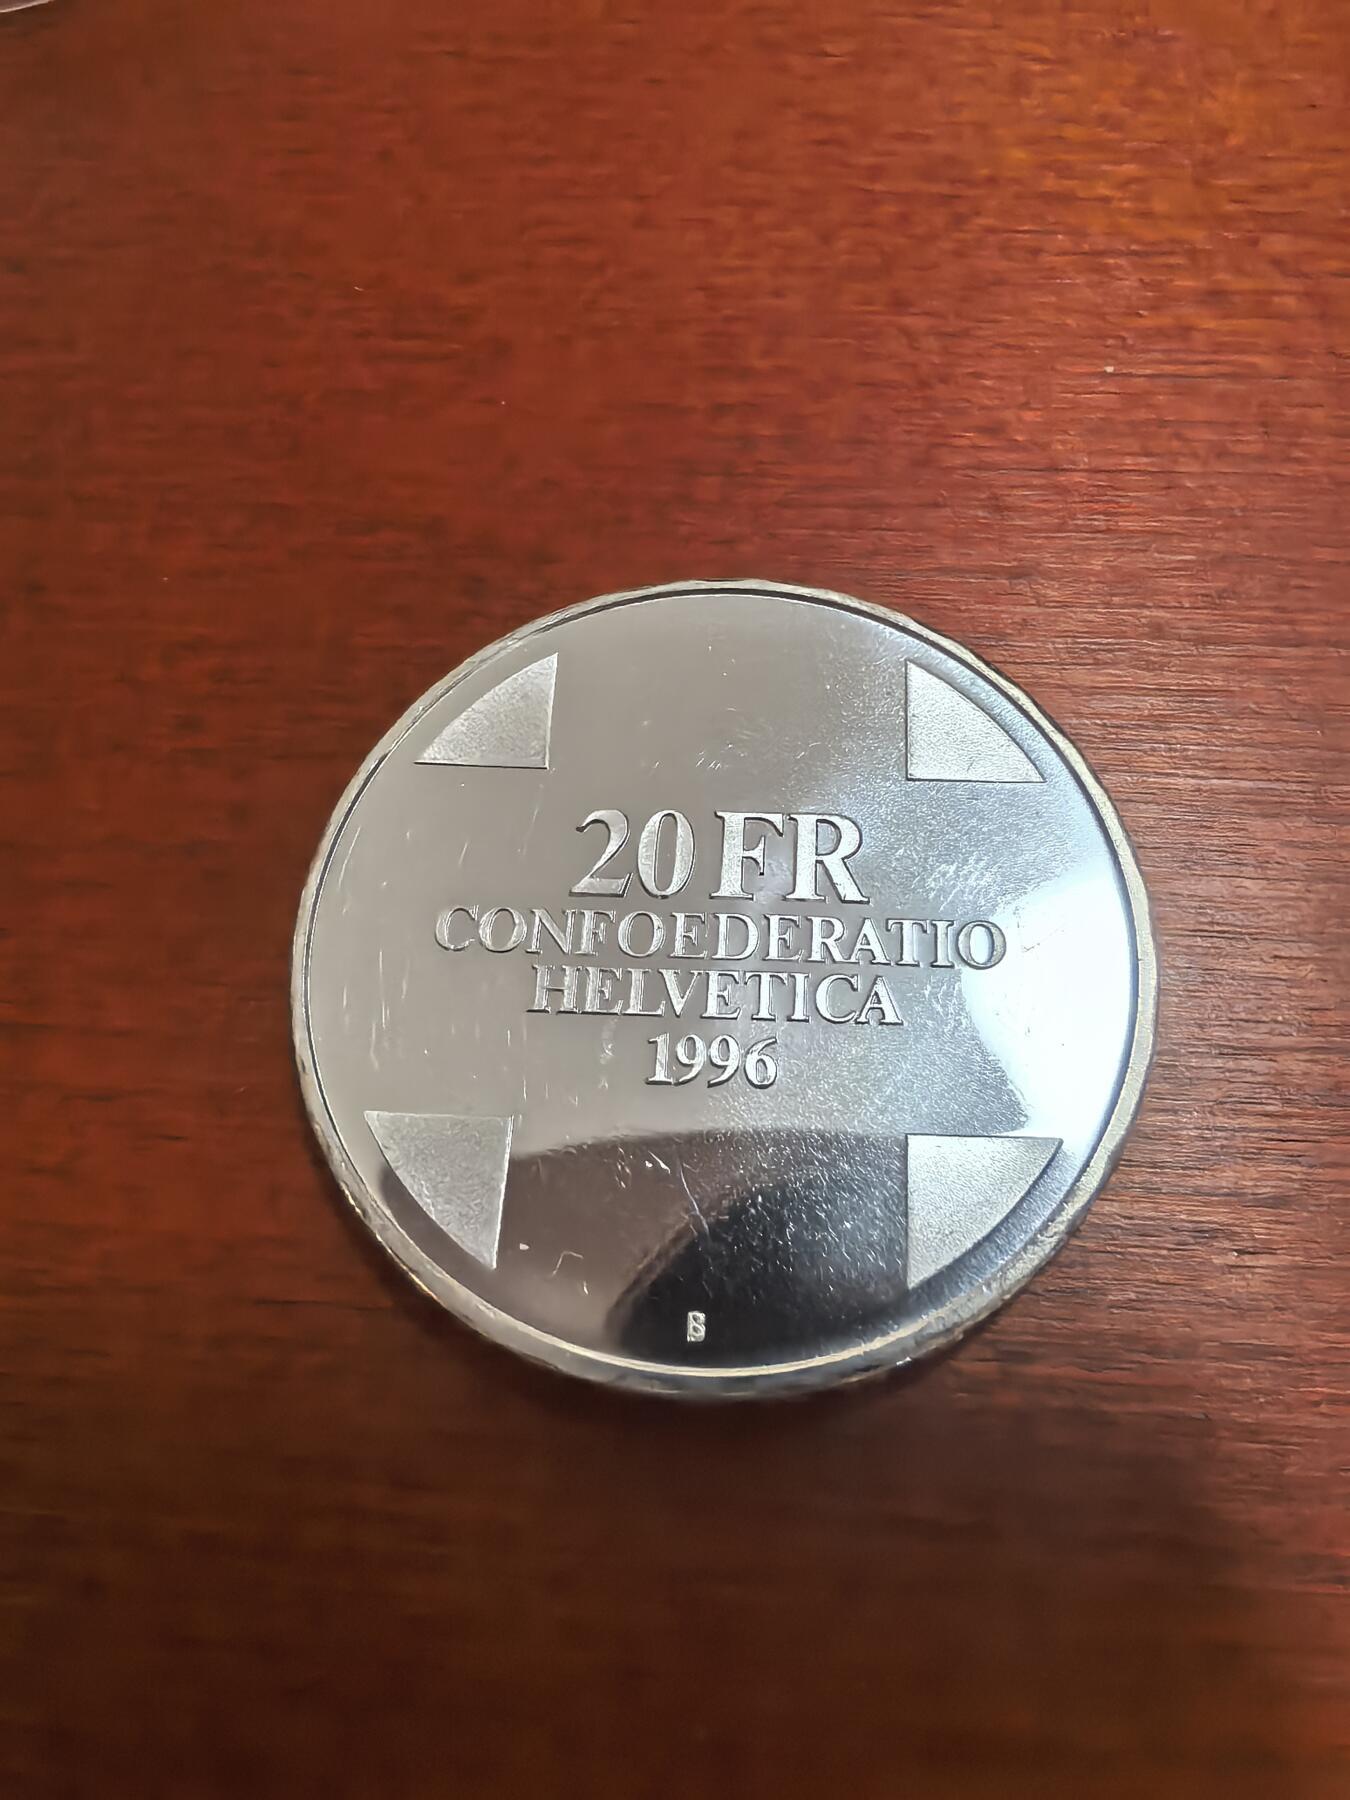 20 FR
CONFOEDERATIO
HELVETICA
1996
B